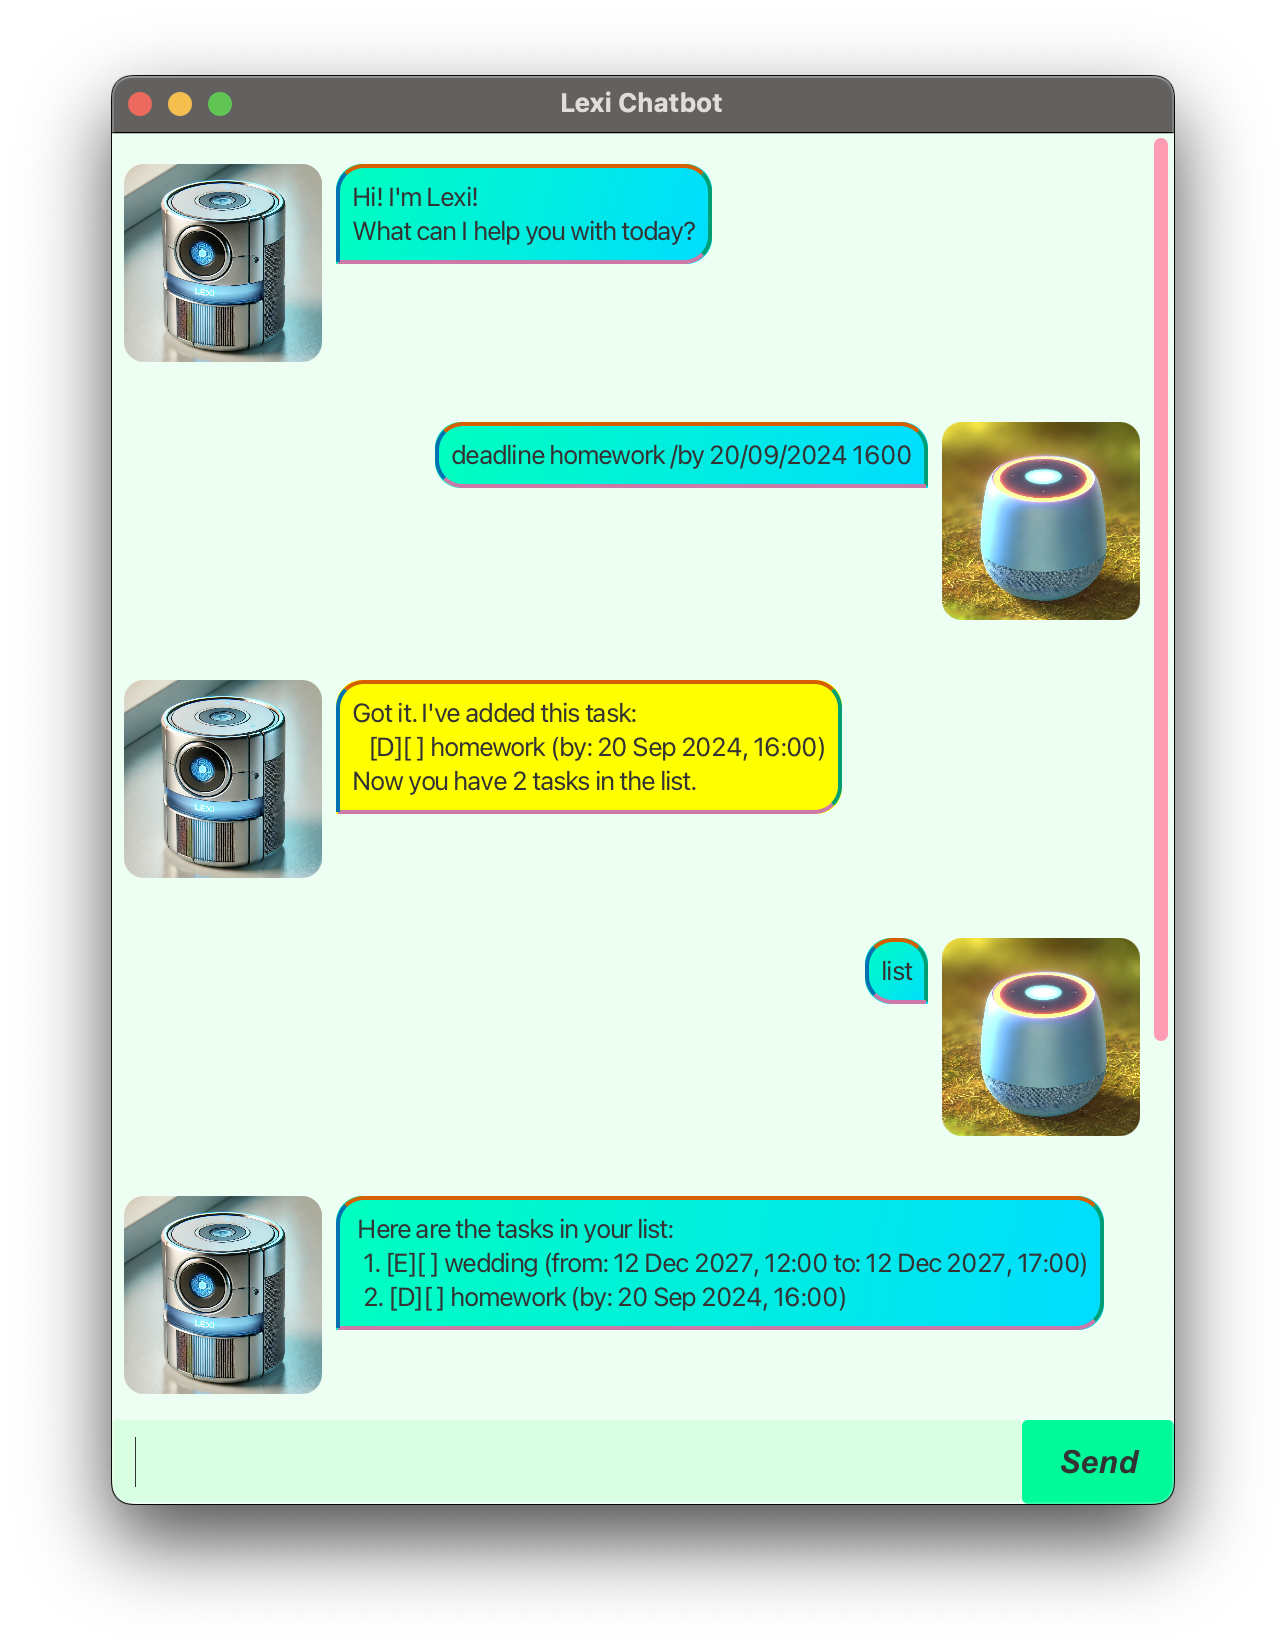 Lexi Chatbot
LEXI
Hi! I'm Lexi!
What can I help you with today?
deadline homework /by 20/09/2024 1600
LEXI
Got it. I've added this task:
[D][ ] homework (by: 20 Sep 2024, 16:00)
Now you have 2 tasks in the list.
list
LEXI
Here are the tasks in your list:
1. [E][ ] wedding (from: 12 Dec 2027, 12:00 to: 12 Dec 2027, 17:00)
2. [D][ ] homework (by: 20 Sep 2024, 16:00)
Send